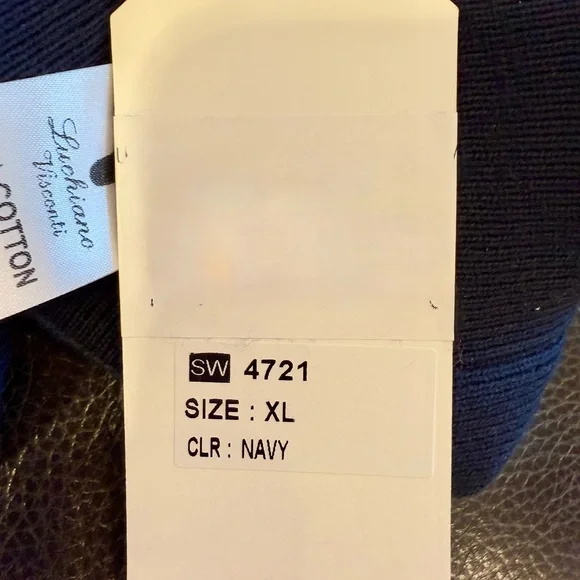 Luchiano
Visconti
COTTON
SW 4721
SIZE : XL
CLR : NAVY